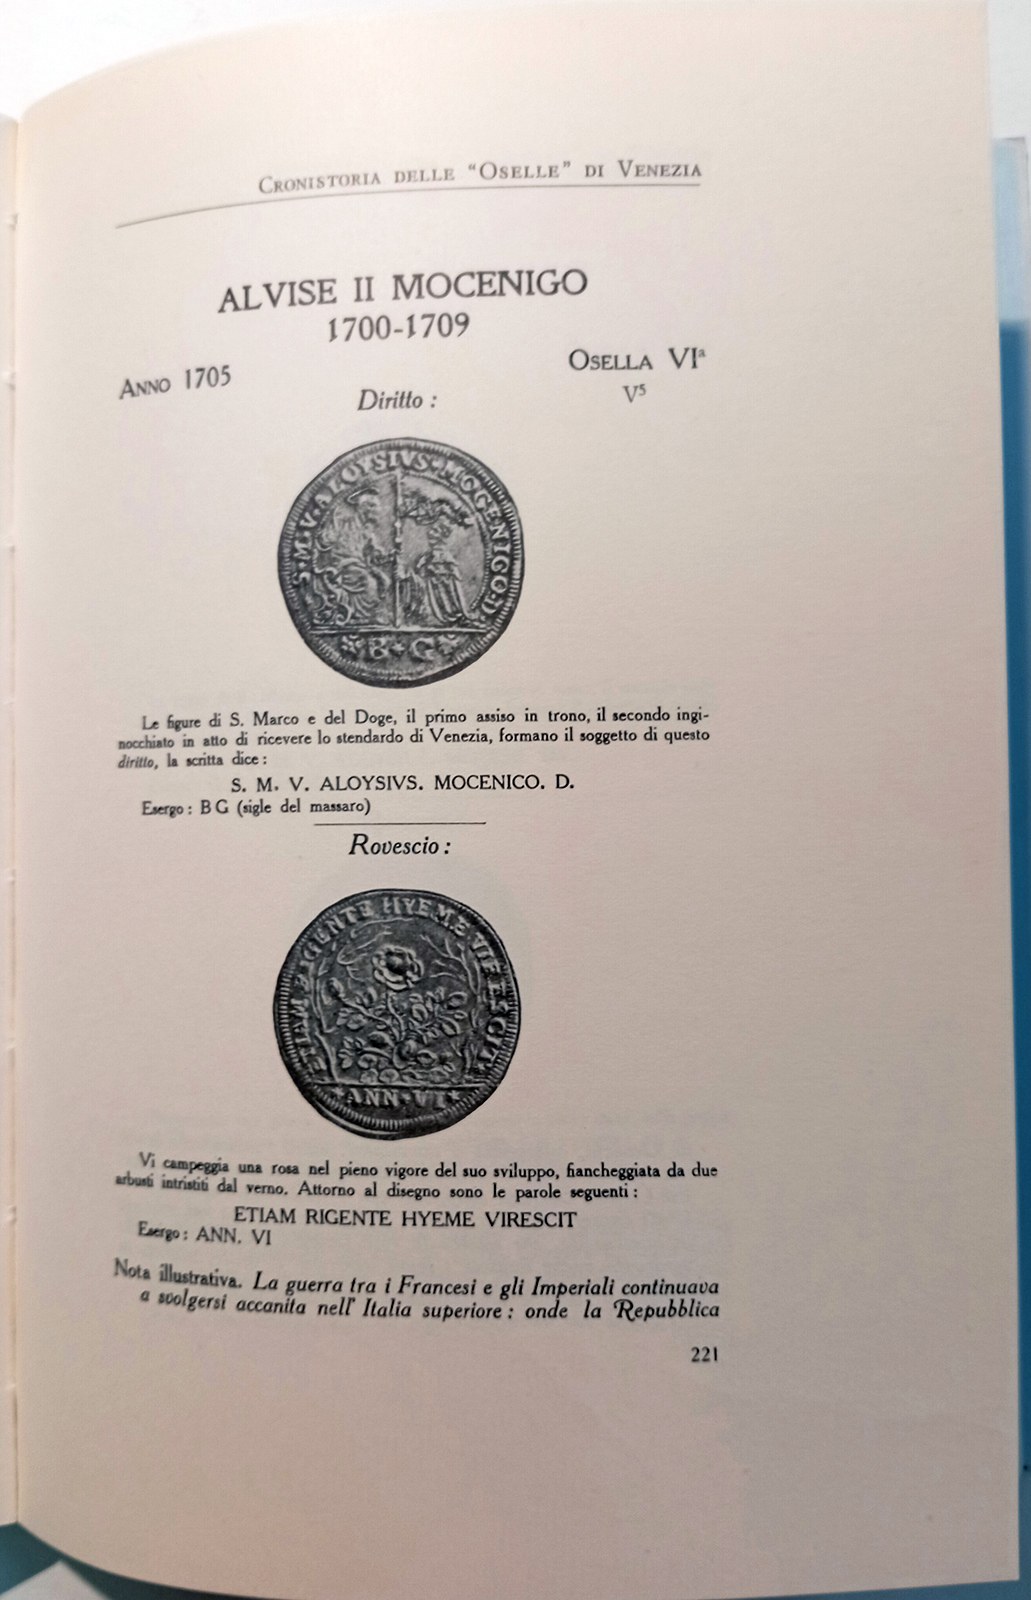 CRONISTORIA DELLE "OSELLE" DI VENEZIA
ALVISE II MOCENIGO
1700-1709
ANNO 1705
OSELLA VIª
V⁵
Diritto :
S·M·V·ALOYSIVS·MOCENICO·D·
B G
Le figure di S. Marco e del Doge, il primo assiso in trono, il secondo ingi-
nocchiato in atto di ricevere lo stendardo di Venezia, formano il soggetto di questo
diritto, la scritta dice :
S. M. V. ALOYSIVS. MOCENICO. D.
Esergo : B G (sigle del massaro)
Rovescio :
ETIAM RIGENTE HYEME VIRESCIT
ANN·VI
Vi campeggia una rosa nel pieno vigore del suo sviluppo, fiancheggiata da due
arbusti intristiti dal verno. Attorno al disegno sono le parole seguenti :
ETIAM RIGENTE HYEME VIRESCIT
Esergo : ANN. VI
Nota illustrativa. La guerra tra i Francesi e gli Imperiali continuava
a svolgersi accanita nell' Italia superiore : onde la Repubblica
221